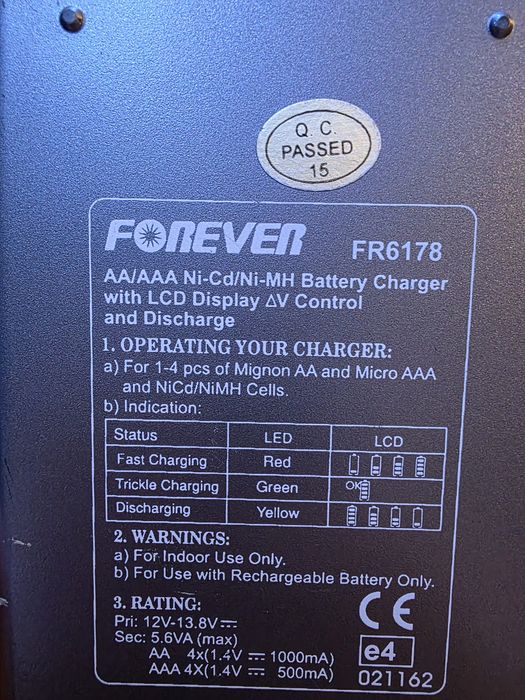 Q. C.
PASSED
15
FOREVER
FR6178
AA/AAA Ni-Cd/Ni-MH Battery Charger
with LCD Display ΔV Control
and Discharge
1. OPERATING YOUR CHARGER:
a) For 1-4 pcs of Mignon AA and Micro AAA
and NiCd/NiMH Cells.
b) Indication:
Status LED LCD
Fast Charging Red
Trickle Charging Green OK
Discharging Yellow
2. WARNINGS:
a) For Indoor Use Only.
b) For Use with Rechargeable Battery Only.
3. RATING:
Pri: 12V-13.8V⎓
Sec: 5.6VA (max)
AA 4x(1.4V ⎓ 1000mA)
AAA 4X(1.4V ⎓ 500mA)
CE
e4
021162